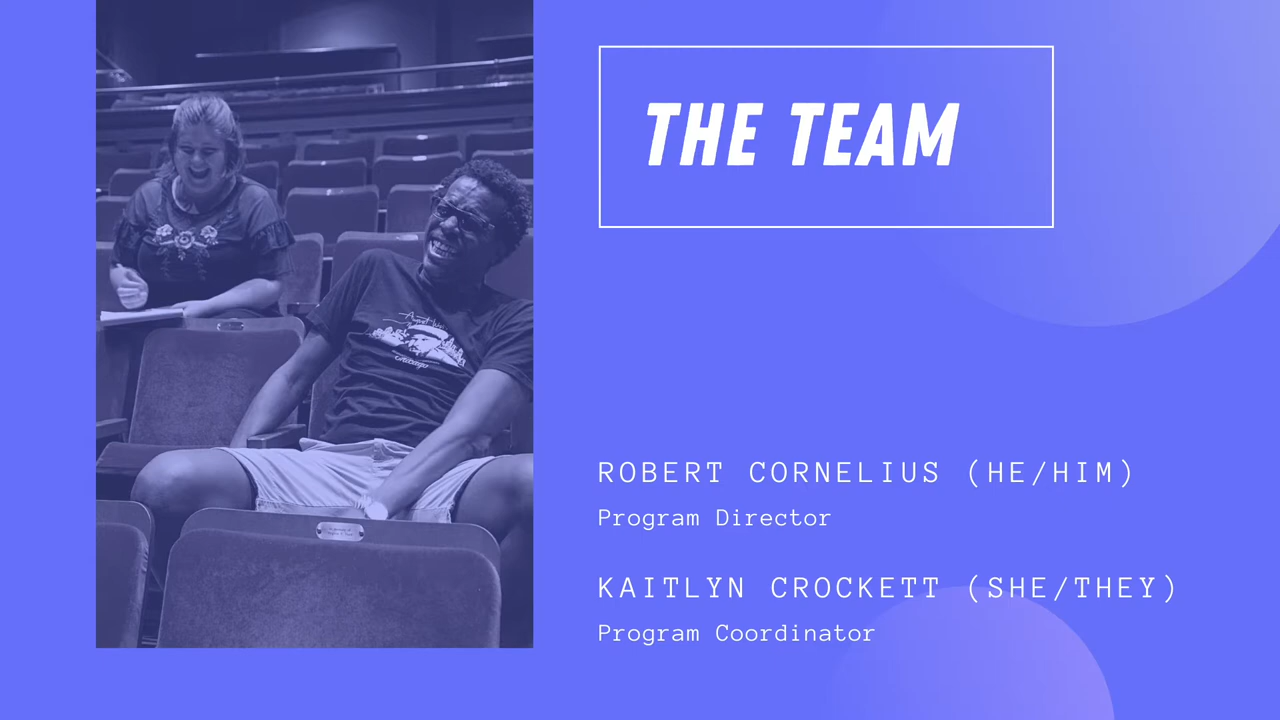 THE TEAM
ROBERT CORNELIUS (HE/HIM)
Program Director
KAITLYN CROCKETT (SHE/THEY)
Program Coordinator